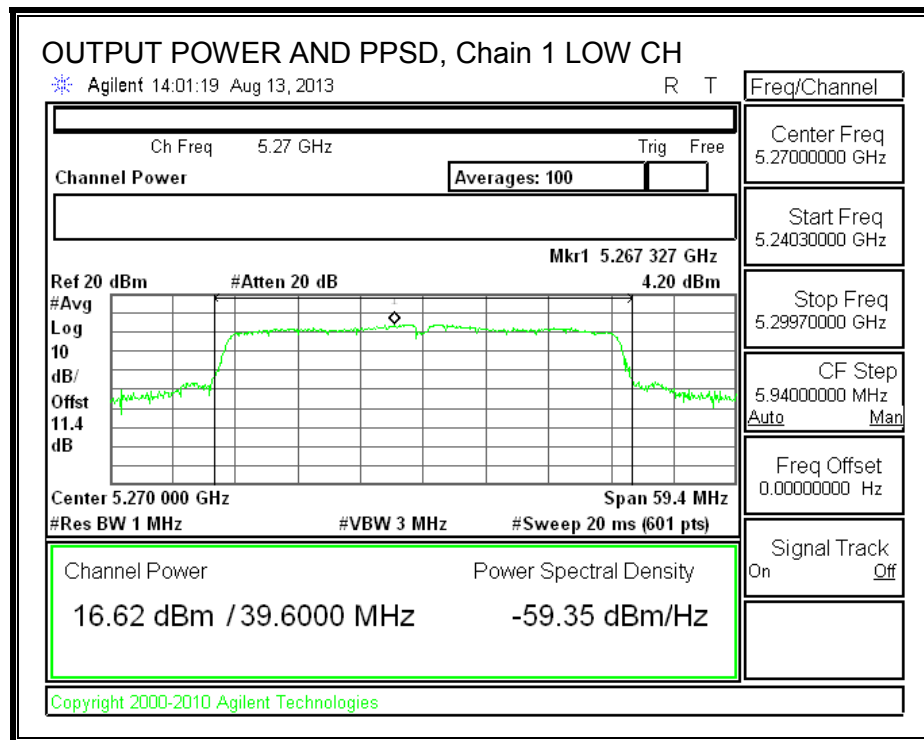 OUTPUT POWER AND PPSD, Chain 1 LOW CH
Agilent 14:01:19 Aug 13, 2013 R T
Freq/Channel
Ch Freq 5.27 GHz Trig Free
Channel Power Averages: 100
Mkr1 5.267 327 GHz
Ref 20 dBm #Atten 20 dB 4.20 dBm
#Avg
Log
10
dB/
Offst
11.4
dB
1
Center 5.270 000 GHz Span 59.4 MHz
#Res BW 1 MHz #VBW 3 MHz #Sweep 20 ms (601 pts)
Channel Power Power Spectral Density
16.62 dBm / 39.6000 MHz -59.35 dBm/Hz
Center Freq
5.27000000 GHz
Start Freq
5.24030000 GHz
Stop Freq
5.29970000 GHz
CF Step
5.94000000 MHz
Auto Man
Freq Offset
0.00000000 Hz
Signal Track
On Off
Copyright 2000-2010 Agilent Technologies